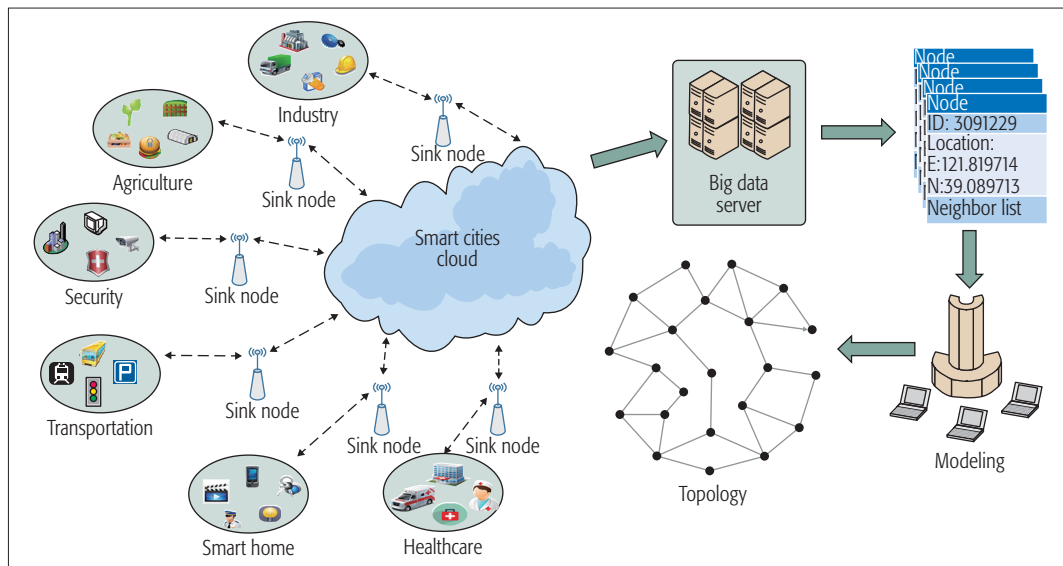 Industry
Sink node
Agriculture
Sink node
Security
Sink node
Transportation
Sink node
Smart home
Sink node
Healthcare
Sink node
Smart cities
cloud
Big data
server
Node
Node
Node
Node
ID: 3091229
Location:
E:121.819714
N:39.089713
Neighbor list
Modeling
Topology
P